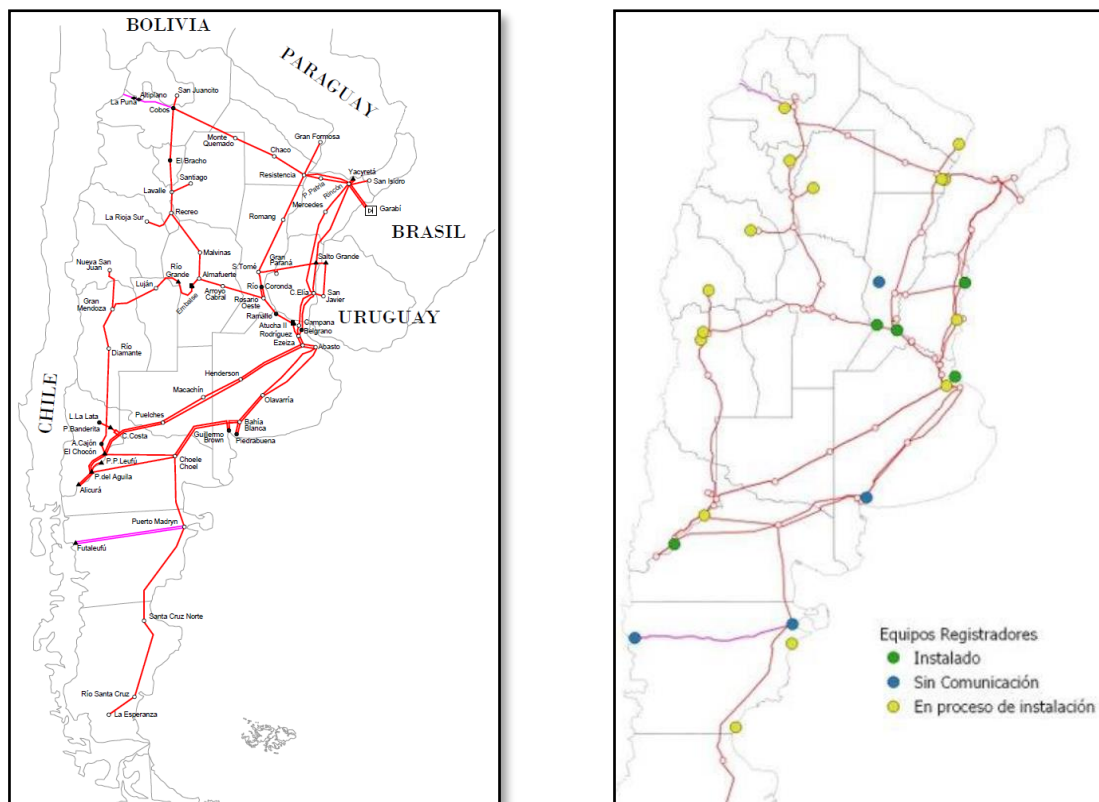 BOLIVIA
PARAGUAY
San Juancito
Altiplano
La Puna
Cobos
Monte
Quemado
Gran Formosa
Chaco
El Bracho
Resistencia
Yacyretá
San Isidro
P.Patria
Rincón
Santiago
Lavalle
Mercedes
Garabí
Recreo
La Rioja Sur
Romang
BRASIL
Malvinas
Gran
Paraná
Salto Grande
Nueva San
Juan
Río
Grande
S.Tomé
Almafuerte
Luján
Embalse
Arroyo
Cabral
Río
Coronda
C.Elía
San
Javier
Rosario
Oeste
Gran
Mendoza
Ramallo
URUGUAY
Atucha II
Campana
Rodríguez
Belgrano
Ezeiza
Abasto
Río
Diamante
CHILE
Henderson
Macachín
Olavarría
L.La Lata
Puelches
P.Banderita
C.Costa
Bahía
Blanca
Guillermo
Brown
Piedrabuena
A.Cajón
El Chocón
P.P.Leufú
Choele
Choel
P.del Aguila
Alicurá
Puerto Madryn
Futaleufú
Santa Cruz Norte
Río Santa Cruz
La Esperanza
Equipos Registradores
Instalado
Sin Comunicación
En proceso de instalación